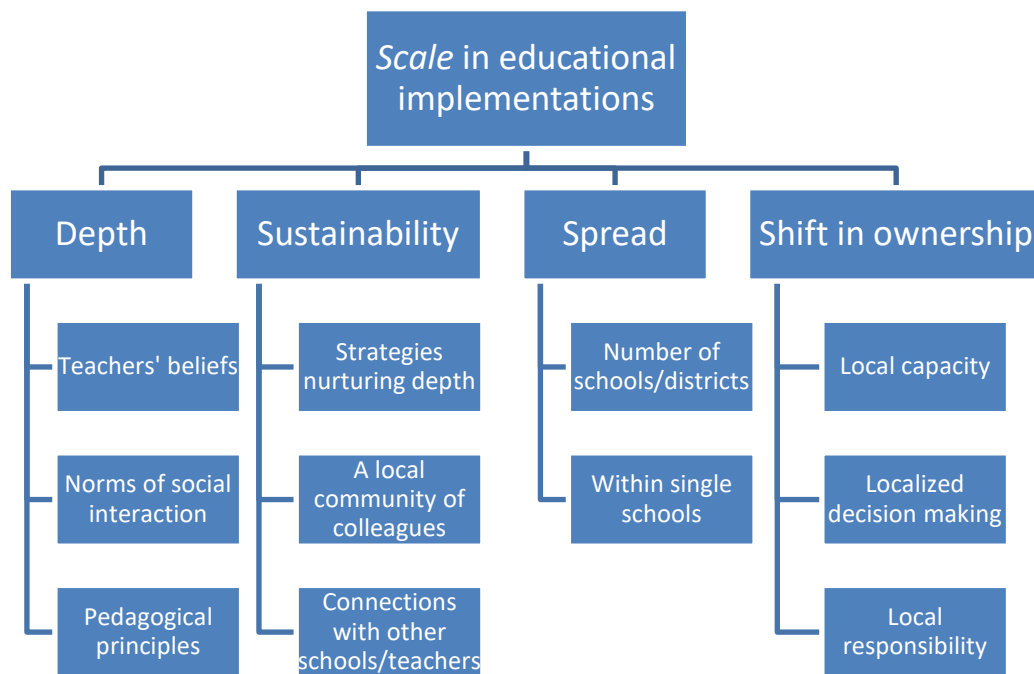 Scale in educational
implementations
Depth
Sustainability
Spread
Shift in ownership
Teachers' beliefs
Strategies
nurturing depth
Number of
schools/districts
Local capacity
Norms of social
interaction
A local
community of
colleagues
Within single
schools
Localized
decision making
Pedagogical
principles
Connections
with other
schools/teachers
Local
responsibility